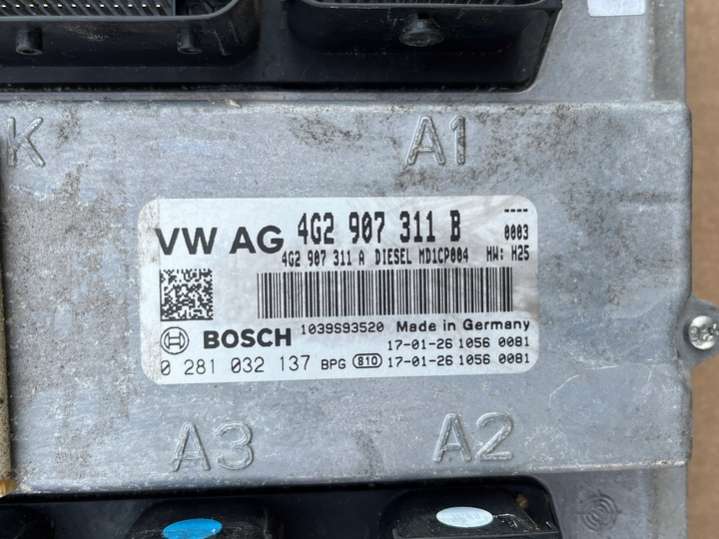 K
A1
VW AG 4G2 907 311 B ----
0003
4G2 907 311 A DIESEL MD1CP004 HW: H25
BOSCH 1039S93520 Made in Germany
17-01-26 1056 0081
0 281 032 137 BPG 810 17-01-26 1056 0081
A3 A2